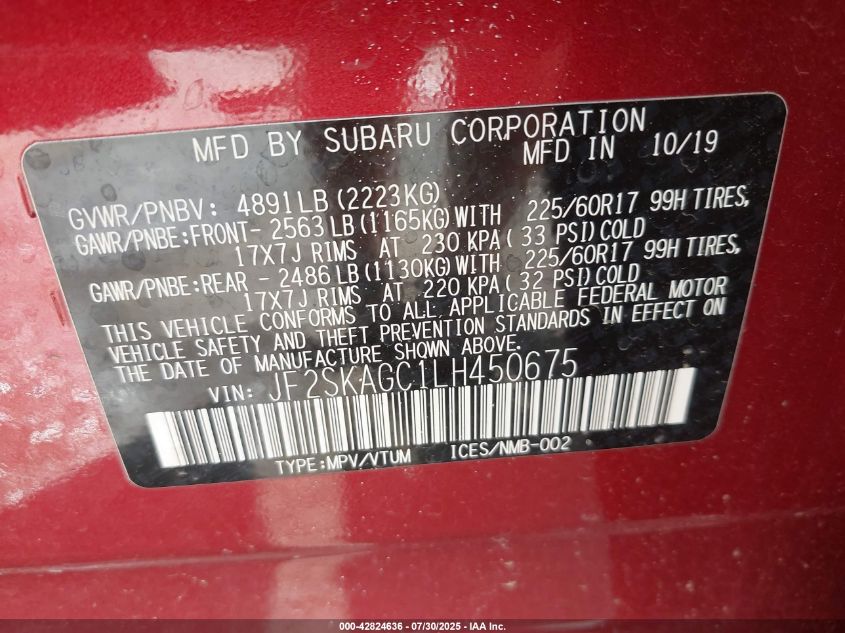 MFD BY SUBARU CORPORATION
MFD IN 10/19
GVWR/PNBV: 4891LB (2223KG)
GAWR/PNBE:FRONT- 2563 LB (1165KG) WITH 225/60R17 99H TIRES,
17X7J RIMS AT 230 KPA ( 33 PSI) COLD
GAWR/PNBE:REAR - 2486 LB (1130KG) WITH 225/60R17 99H TIRES,
17X7J RIMS AT 220 KPA ( 32 PSI) COLD
THIS VEHICLE CONFORMS TO ALL APPLICABLE FEDERAL MOTOR
VEHICLE SAFETY AND THEFT PREVENTION STANDARDS IN EFFECT ON
THE DATE OF MANUFACTURE SHOWN ABOVE.
VIN: JF2SKAGC1LH450675
TYPE:MPV/VTUM ICES/NMB-002
000-42824636 - 07/30/2025 - IAA Inc.